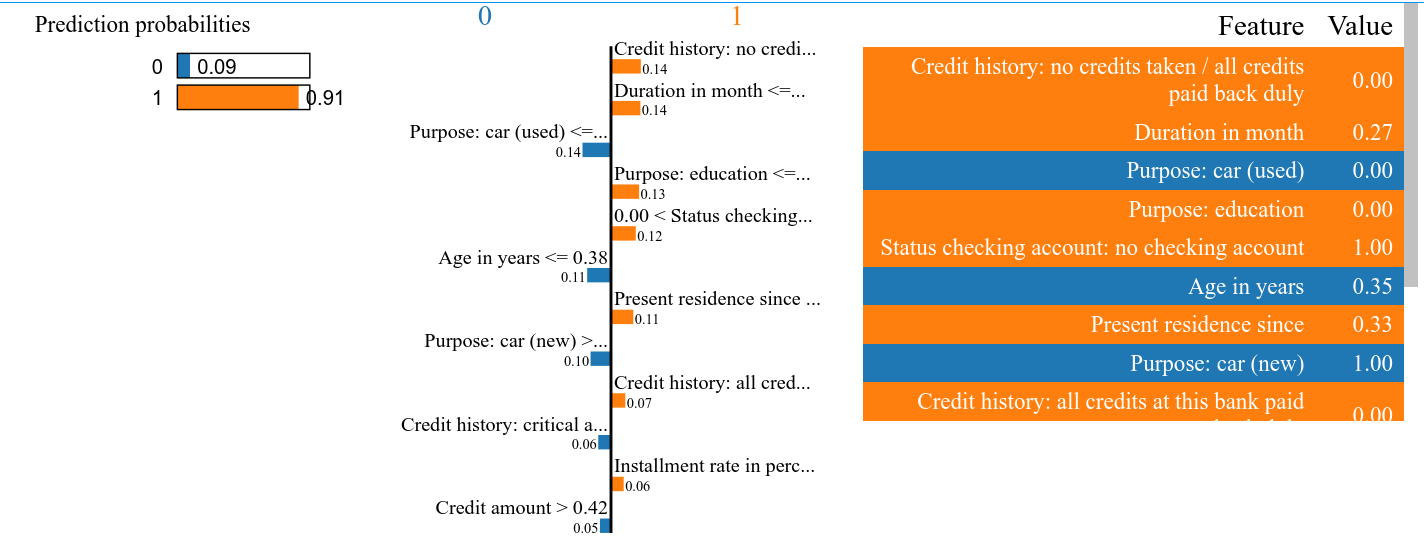 Prediction probabilities
0 0.09
1 0.91
0 1
Credit history: no credi...
0.14
Duration in month <=...
0.14
Purpose: car (used) <=...
0.14
Purpose: education <=...
0.13
0.00 < Status checking...
0.12
Age in years <= 0.38
0.11
Present residence since ...
0.11
Purpose: car (new) >...
0.10
Credit history: all cred...
0.07
Credit history: critical a...
0.06
Installment rate in perc...
0.06
Credit amount > 0.42
0.05
Feature Value
Credit history: no credits taken / all credits
paid back duly 0.00
Duration in month 0.27
Purpose: car (used) 0.00
Purpose: education 0.00
Status checking account: no checking account 1.00
Age in years 0.35
Present residence since 0.33
Purpose: car (new) 1.00
Credit history: all credits at this bank paid
0.00